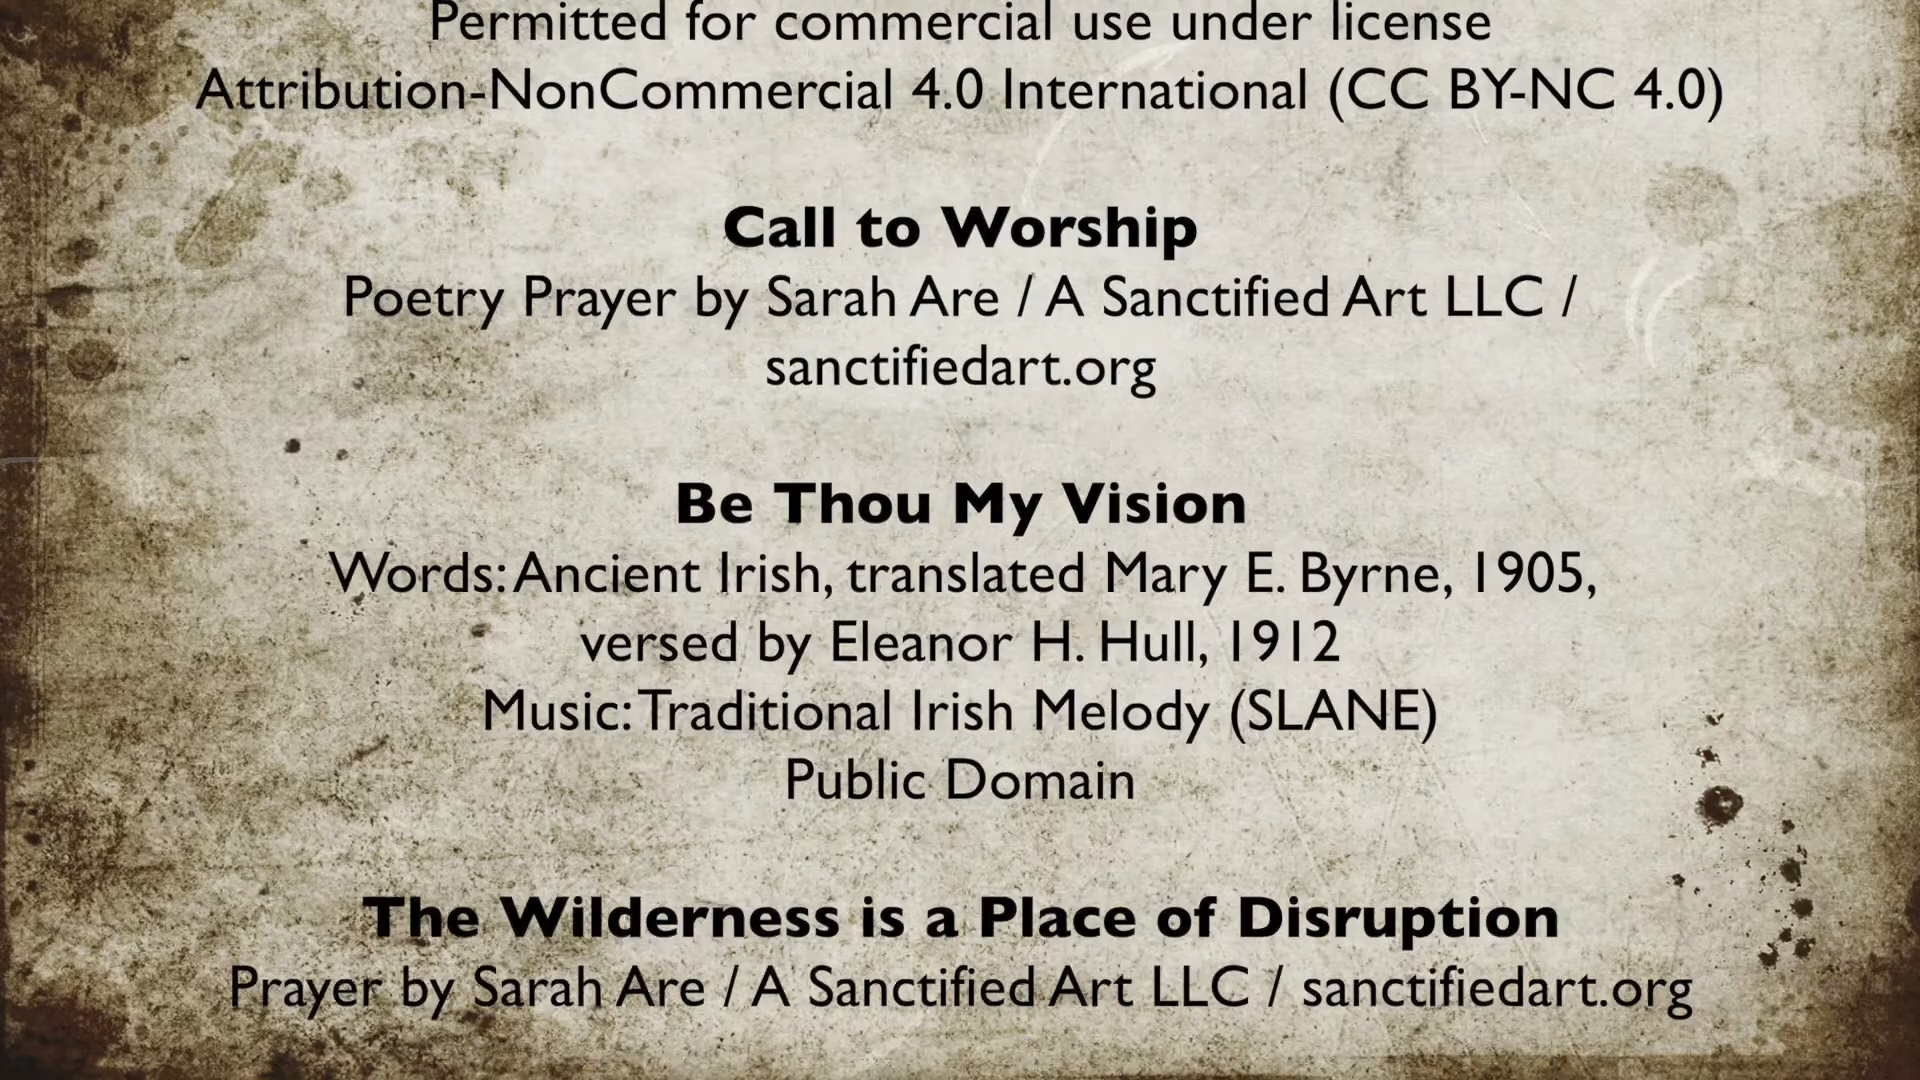 Permitted for commercial use under license
Attribution-NonCommercial 4.0 International (CC BY-NC 4.0)
Call to Worship
Poetry Prayer by Sarah Are / A Sanctified Art LLC /
sanctifiedart.org
Be Thou My Vision
Words: Ancient Irish, translated Mary E. Byrne, 1905,
versed by Eleanor H. Hull, 1912
Music: Traditional Irish Melody (SLANE)
Public Domain
The Wilderness is a Place of Disruption
Prayer by Sarah Are / A Sanctified Art LLC / sanctifiedart.org